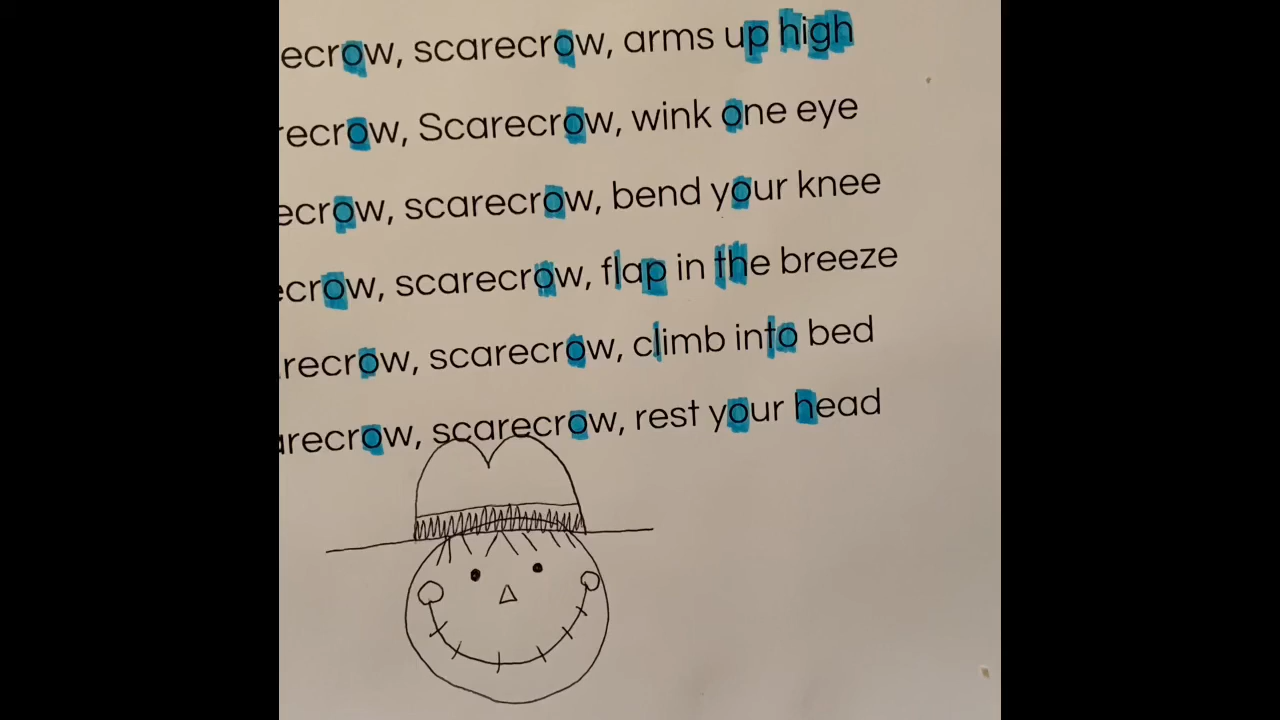 ecrow, scarecrow, arms up high
recrow, Scarecrow, wink one eye
ecrow, scarecrow, bend your knee
ecrow, scarecrow, flap in the breeze
recrow, scarecrow, climb into bed
arecrow, scarecrow, rest your head